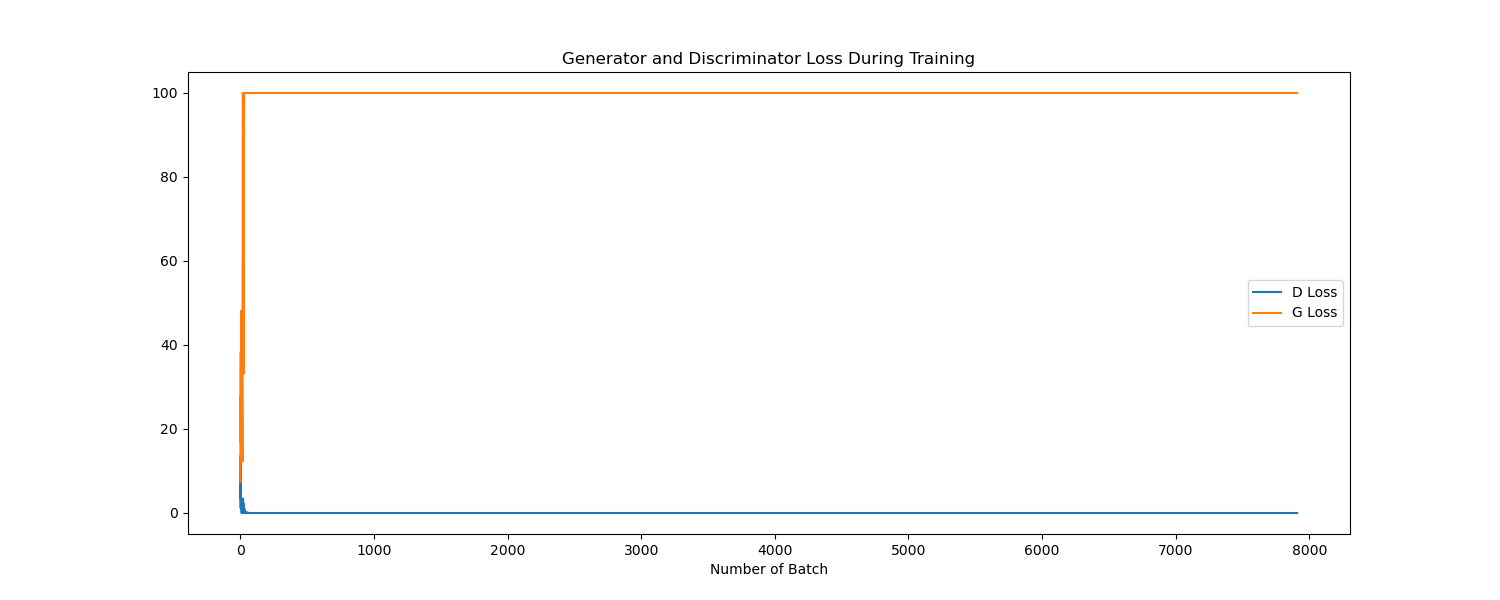 Generator and Discriminator Loss During Training
100
80
60
40
20
0
D Loss
G Loss
0 1000 2000 3000 4000 5000 6000 7000 8000
Number of Batch